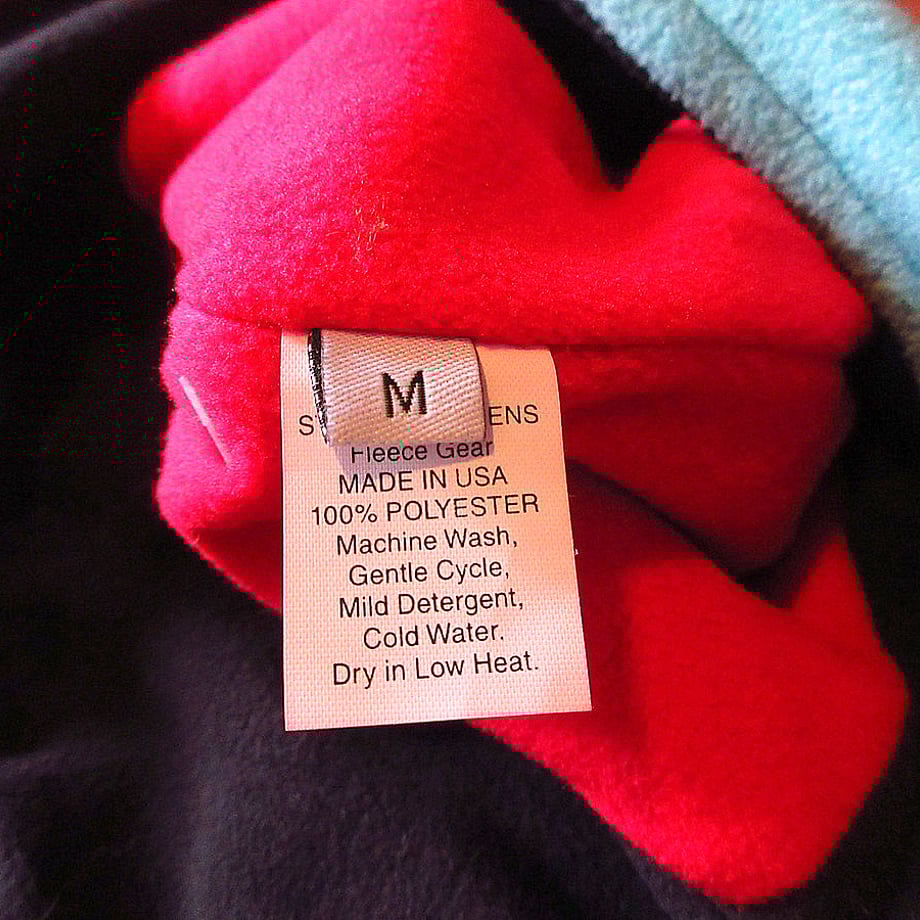 M
Fleece Gear
MADE IN USA
100% POLYESTER
Machine Wash,
Gentle Cycle,
Mild Detergent,
Cold Water.
Dry in Low Heat.